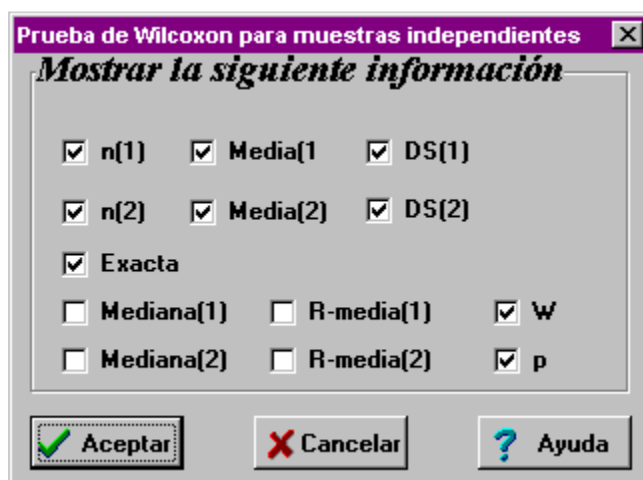 Prueba de Wilcoxon para muestras independientes
Mostrar la siguiente información
n(1) Media(1 DS(1)
n(2) Media(2) DS(2)
Exacta
Mediana(1) R-media(1) W
Mediana(2) R-media(2) p
Aceptar Cancelar ? Ayuda